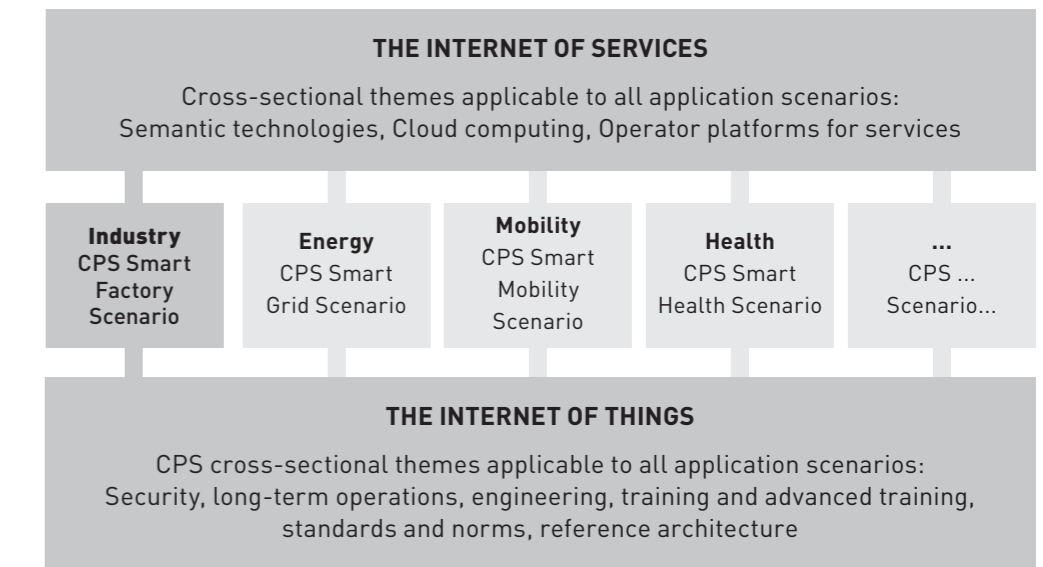 THE INTERNET OF SERVICES
Cross-sectional themes applicable to all application scenarios:
Semantic technologies, Cloud computing, Operator platforms for services
Industry
CPS Smart
Factory
Scenario
Energy
CPS Smart
Grid Scenario
Mobility
CPS Smart
Mobility
Scenario
Health
CPS Smart
Health Scenario
...
CPS ...
Scenario...
THE INTERNET OF THINGS
CPS cross-sectional themes applicable to all application scenarios:
Security, long-term operations, engineering, training and advanced training,
standards and norms, reference architecture